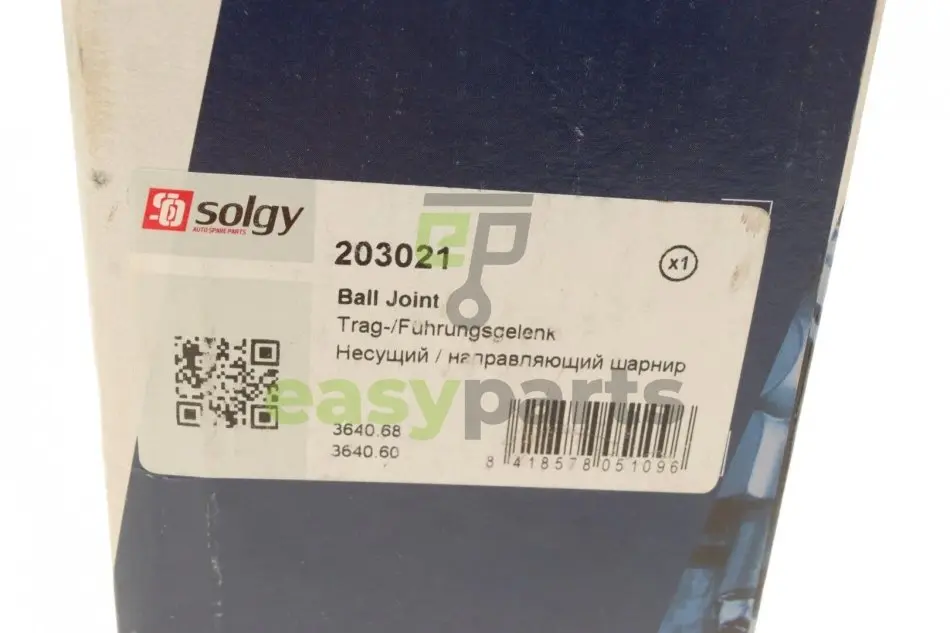 solgy
AUTO SPARE PARTS
203021
x1
Ball Joint
Trag-/Führungsgelenk
Несущий / направляющий шарнир
easyparts
3640.68
3640.60
8 418578 051096